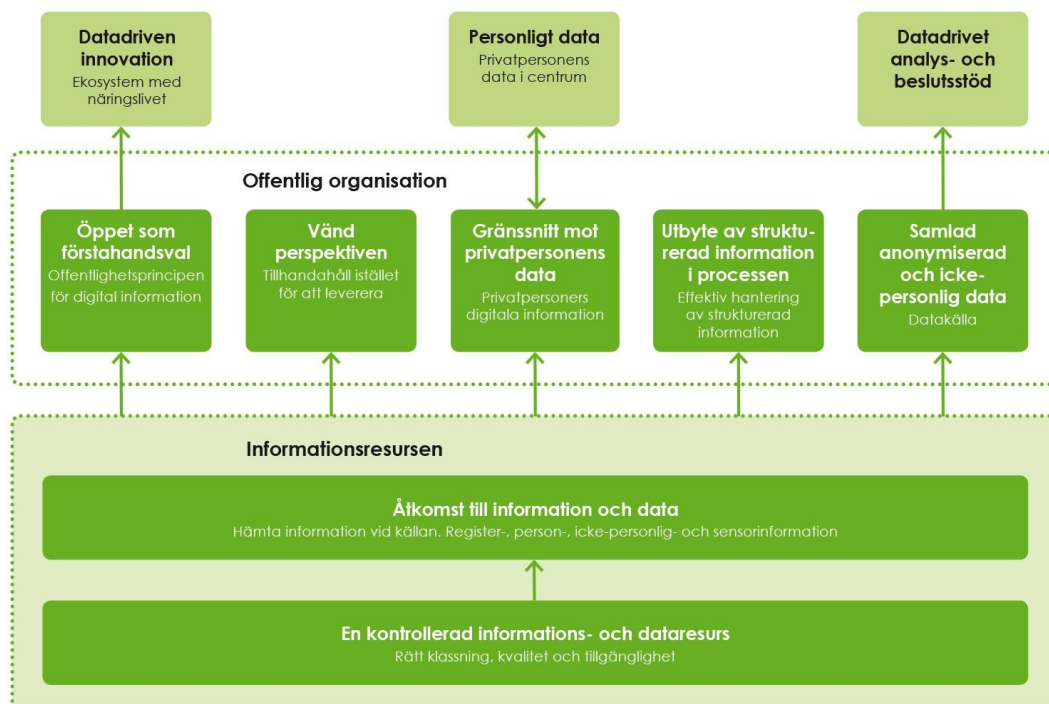 Datadriven
innovation
Ekosystem med
näringslivet
Personligt data
Privatpersonens
data i centrum
Datadrivet
analys- och
beslutsstöd
Offentlig organisation
Öppet som
förstahandsval
Offentlighetsprincipen
för digital information
Vänd
perspektiven
Tillhandahåll istället
för att leverera
Gränssnitt mot
privatpersonens
data
Privatpersoners
digitala information
Utbyte av struktu-
rerad information
i processen
Effektiv hantering
av strukturerad
information
Samlad
anonymiserad
och icke-
personlig data
Datakälla
Informationsresursen
Åtkomst till information och data
Hämta information vid källan. Register-, person-, icke-personlig- och sensorinformation
En kontrollerad informations- och dataresurs
Rätt klassning, kvalitet och tillgänglighet